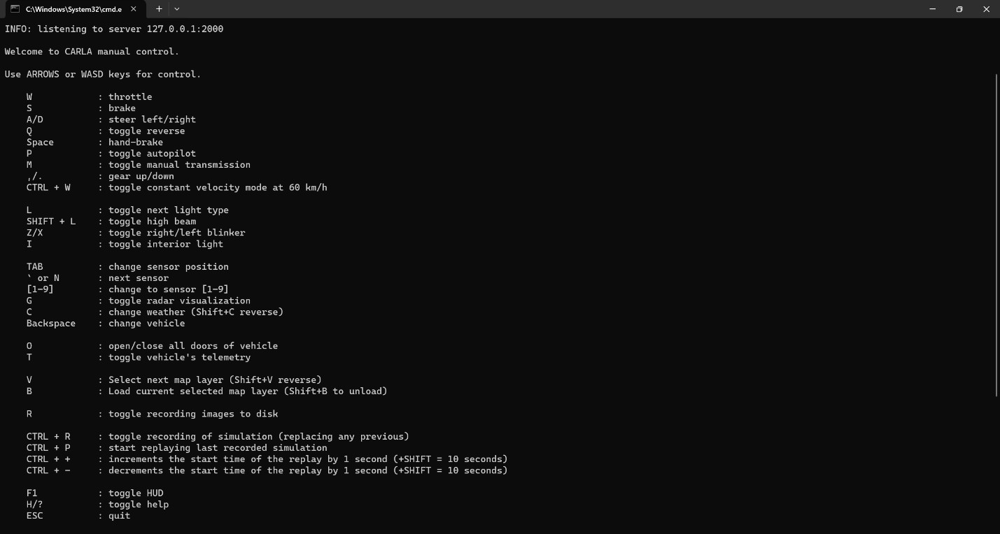 C:\Windows\System32\cmd.e
INFO: listening to server 127.0.0.1:2000
Welcome to CARLA manual control.
Use ARROWS or WASD keys for control.
W : throttle
S : brake
A/D : steer left/right
Q : toggle reverse
Space : hand-brake
P : toggle autopilot
M : toggle manual transmission
,/. : gear up/down
CTRL + W : toggle constant velocity mode at 60 km/h
L : toggle next light type
SHIFT + L : toggle high beam
Z/X : toggle right/left blinker
I : toggle interior light
TAB : change sensor position
` or N : next sensor
[1-9] : change to sensor [1-9]
G : toggle radar visualization
C : change weather (Shift+C reverse)
Backspace : change vehicle
O : open/close all doors of vehicle
T : toggle vehicle's telemetry
V : Select next map layer (Shift+V reverse)
B : Load current selected map layer (Shift+B to unload)
R : toggle recording images to disk
CTRL + R : toggle recording of simulation (replacing any previous)
CTRL + P : start replaying last recorded simulation
CTRL + + : increments the start time of the replay by 1 second (+SHIFT = 10 seconds)
CTRL + - : decrements the start time of the replay by 1 second (+SHIFT = 10 seconds)
F1 : toggle HUD
H/? : toggle help
ESC : quit